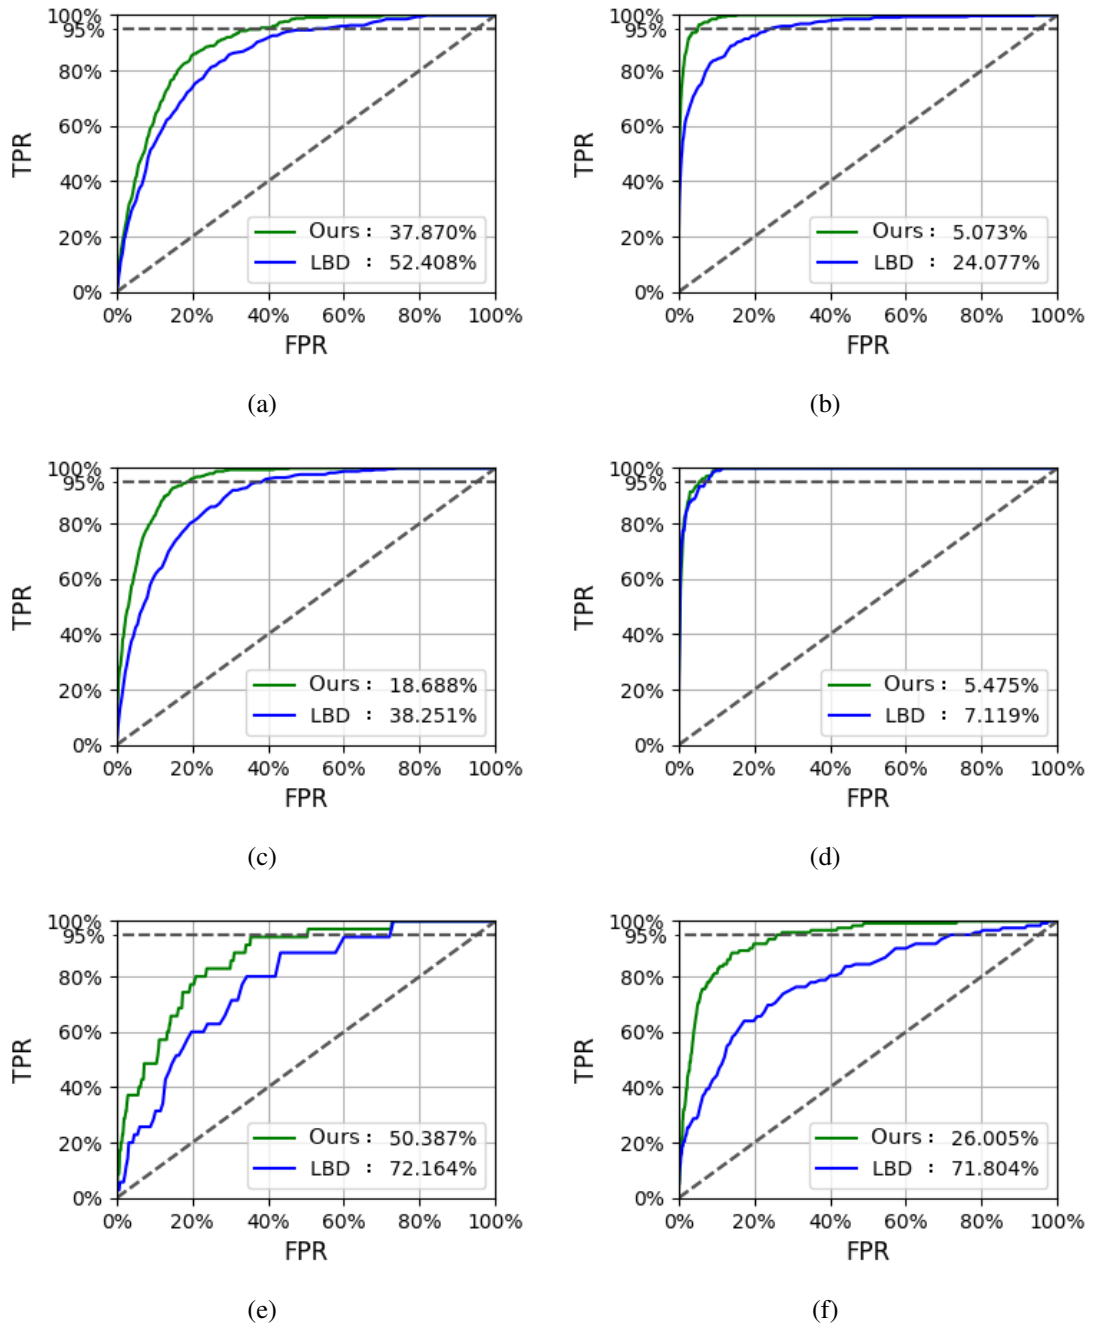 100%
95%
80%
60%
40%
20%
0%
TPR
0% 20% 40% 60% 80% 100%
FPR
Ours : 37.870%
LBD : 52.408%
(a)
100%
95%
80%
60%
40%
20%
0%
TPR
0% 20% 40% 60% 80% 100%
FPR
Ours : 5.073%
LBD : 24.077%
(b)
100%
95%
80%
60%
40%
20%
0%
TPR
0% 20% 40% 60% 80% 100%
FPR
Ours : 18.688%
LBD : 38.251%
(c)
100%
95%
80%
60%
40%
20%
0%
TPR
0% 20% 40% 60% 80% 100%
FPR
Ours : 5.475%
LBD : 7.119%
(d)
100%
95%
80%
60%
40%
20%
0%
TPR
0% 20% 40% 60% 80% 100%
FPR
Ours : 50.387%
LBD : 72.164%
(e)
100%
95%
80%
60%
40%
20%
0%
TPR
0% 20% 40% 60% 80% 100%
FPR
Ours : 26.005%
LBD : 71.804%
(f)